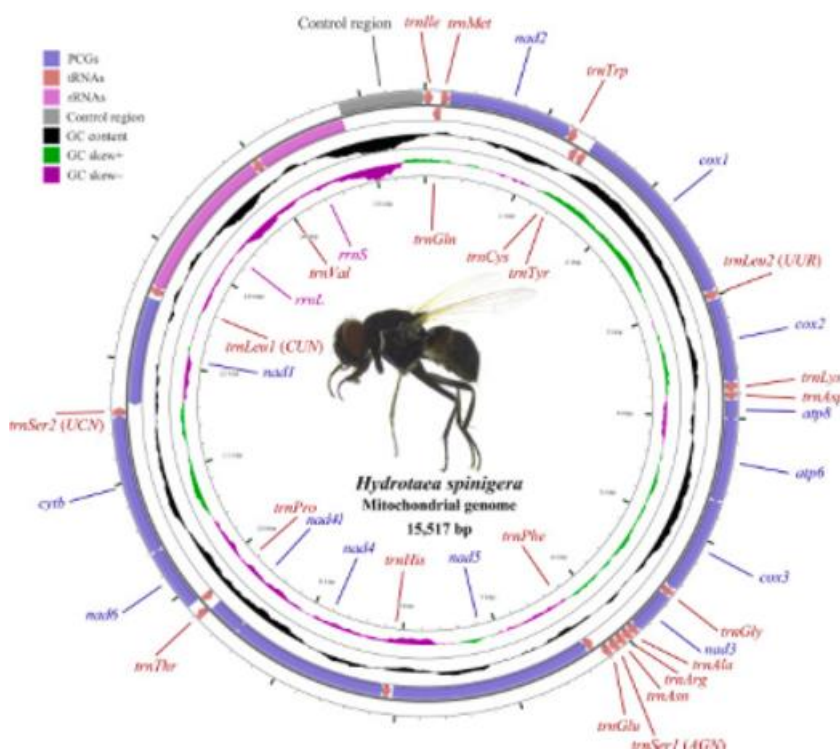 Control region
trnIle
trnMet
nad2
trnTrp
PCGs
tRNAs
rRNAs
Control region
GC content
GC skew+
GC skew-
cox1
trnLeu2 (UUR)
cox2
trnLys
trnAsp
atp8
atp6
cox3
trnGly
nad3
trnAla
trnArg
trnAsn
trnSer1 (AGN)
trnGlu
trnThr
nad6
cytb
trnSer2 (UCN)
trnGln
trnCys
trnTyr
rrnS
trnVal
rrnL
trnLeu1 (CUN)
nad1
Hydrotaea spinigera
Mitochondrial genome
15,517 bp
trnPro
nad4l
nad4
trnHis
nad5
trnPhe